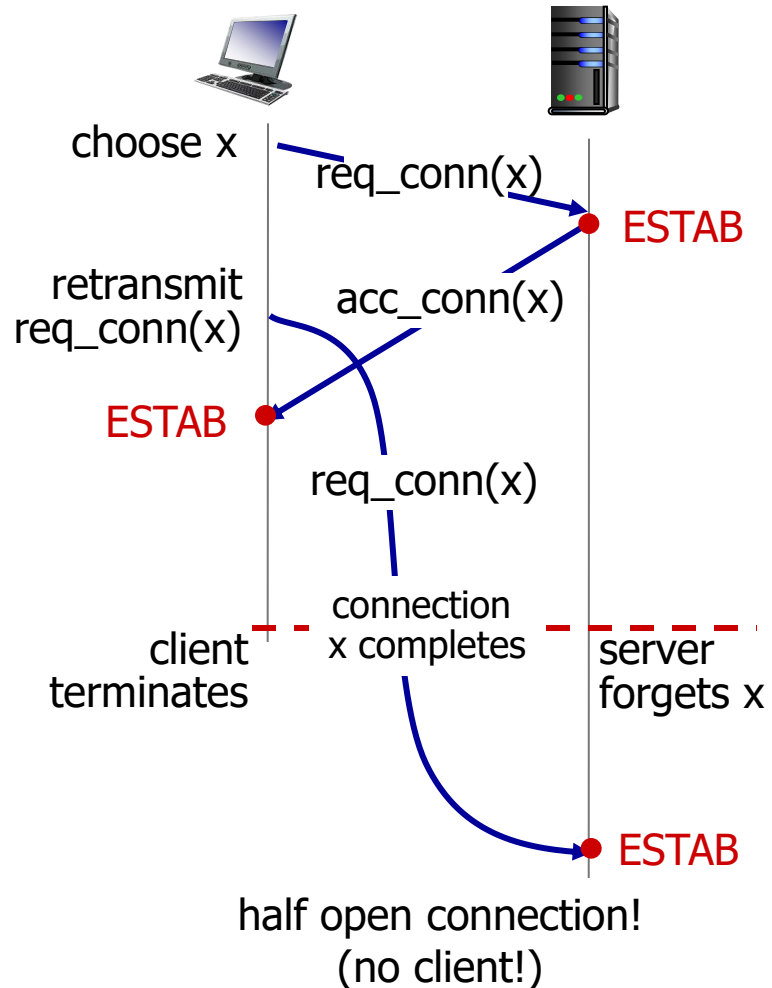 choose x
req_conn(x)
ESTAB
retransmit
req_conn(x)
acc_conn(x)
ESTAB
req_conn(x)
connection
x completes
client
terminates
server
forgets x
ESTAB
half open connection!
(no client!)